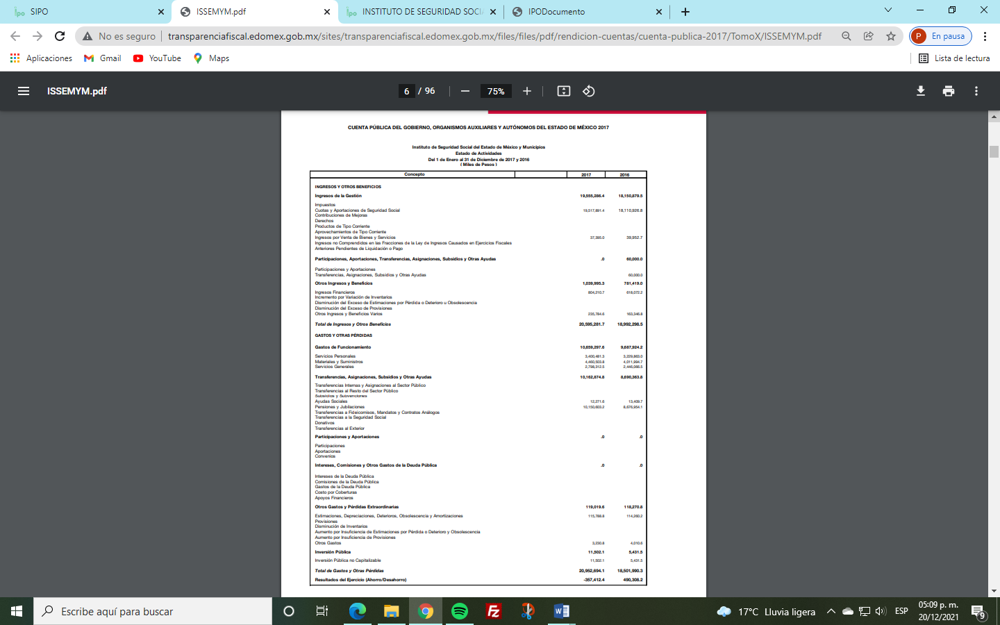 SIPO
ISSEMYM.pdf
INSTITUTO DE SEGURIDAD SOCI
IPODocumento
No es seguro
transparenciafiscal.edomex.gob.mx/sites/transparenciafiscal.edomex.gob.mx/files/files/pdf/rendicion-cuentas/cuenta-publica-2017/TomoX/ISSEMYM.pdf
P En pausa
Aplicaciones
Gmail
YouTube
Maps
Lista de lectura
ISSEMYM.pdf
6 / 96
75%
CUENTA PÚBLICA DEL GOBIERNO, ORGANISMOS AUXILIARES Y AUTÓNOMOS DEL ESTADO DE MÉXICO 2017
Instituto de Seguridad Social del Estado de México y Municipios
Estado de Actividades
Del 1 de Enero al 31 de Diciembre de 2017 y 2016
( Miles de Pesos )
Concepto 2017 2016
INGRESOS Y OTROS BENEFICIOS
Ingresos de la Gestión 19,555,286.4 18,150,879.5
Impuestos
Cuotas y Aportaciones de Seguridad Social 19,517,891.4 18,110,926.8
Contribuciones de Mejoras
Derechos
Productos de Tipo Corriente
Aprovechamientos de Tipo Corriente
Ingresos por Venta de Bienes y Servicios 37,395.0 39,952.7
Ingresos no Comprendidos en las Fracciones de la Ley de Ingresos Causados en Ejercicios Fiscales
Anteriores Pendientes de Liquidación o Pago
Participaciones, Aportaciones, Transferencias, Asignaciones, Subsidios y Otras Ayudas .0 60,000.0
Participaciones y Aportaciones
Transferencias, Asignaciones, Subsidios y Otras Ayudas 60,000.0
Otros Ingresos y Beneficios 1,039,995.3 781,419.0
Ingresos Financieros 804,210.7 618,072.2
Incremento por Variación de Inventarios
Disminución del Exceso de Estimaciones por Pérdida o Deterioro u Obsolescencia
Disminución del Exceso de Provisiones
Otros Ingresos y Beneficios Varios 235,784.6 163,346.8
Total de Ingresos y Otros Beneficios 20,595,281.7 18,992,298.5
GASTOS Y OTRAS PÉRDIDAS
Gastos de Funcionamiento 10,659,297.6 9,687,924.2
Servicios Personales 3,400,481.3 3,229,863.0
Materiales y Suministros 4,460,503.8 4,011,994.7
Servicios Generales 2,798,312.5 2,446,066.5
Transferencias, Asignaciones, Subsidios y Otras Ayudas 10,162,874.8 8,690,363.8
Transferencias Internas y Asignaciones al Sector Público
Transferencias al Resto del Sector Público
Subsidios y Subvenciones
Ayudas Sociales 12,271.6 13,409.7
Pensiones y Jubilaciones 10,150,603.2 8,676,954.1
Transferencias a Fideicomisos, Mandatos y Contratos Análogos
Transferencias a la Seguridad Social
Donativos
Transferencias al Exterior
Participaciones y Aportaciones .0 .0
Participaciones
Aportaciones
Convenios
Intereses, Comisiones y Otros Gastos de la Deuda Pública .0 .0
Intereses de la Deuda Pública
Comisiones de la Deuda Pública
Gastos de la Deuda Pública
Costo por Coberturas
Apoyos Financieros
Otros Gastos y Pérdidas Extraordinarias 119,019.6 118,270.8
Estimaciones, Depreciaciones, Deterioros, Obsolescencia y Amortizaciones 115,788.8 114,260.2
Provisiones
Disminución de Inventarios
Aumento por Insuficiencia de Estimaciones por Pérdida o Deterioro y Obsolescencia
Aumento por Insuficiencia de Provisiones
Otros Gastos 3,230.8 4,010.6
Inversión Pública 11,502.1 5,431.5
Inversión Pública no Capitalizable 11,502.1 5,431.5
Total de Gastos y Otras Pérdidas 20,952,694.1 18,501,990.3
Resultados del Ejercicio (Ahorro/Desahorro) -357,412.4 490,308.2
Escribe aquí para buscar
17°C Lluvia ligera
ESP
05:09 p. m.
20/12/2021
9